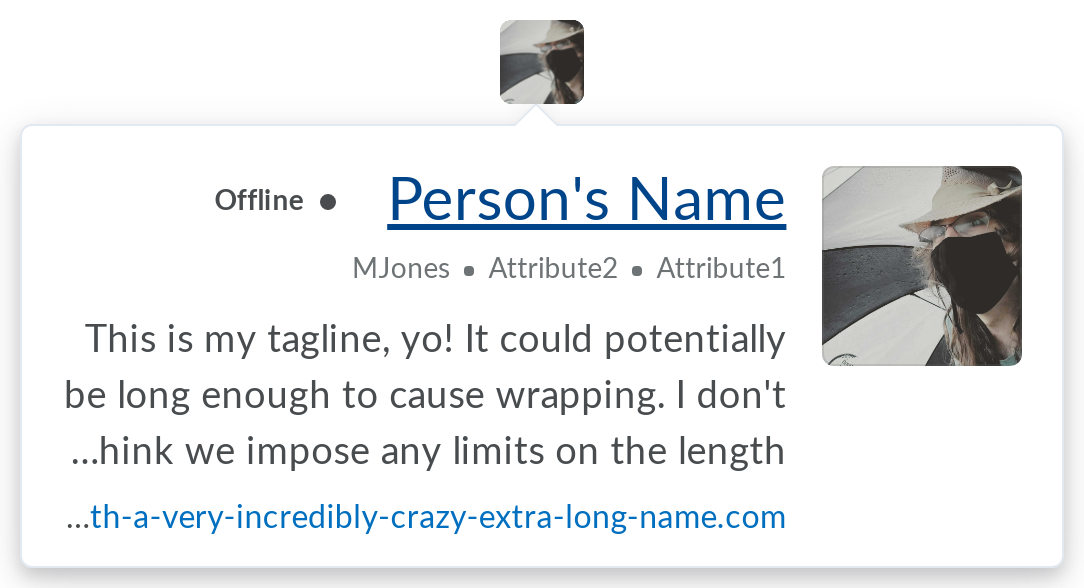 Person's Name
Offline
Attribute1 • Attribute2 • MJones
This is my tagline, yo! It could potentially
be long enough to cause wrapping. I don't
...hink we impose any limits on the length
...th-a-very-incredibly-crazy-extra-long-name.com